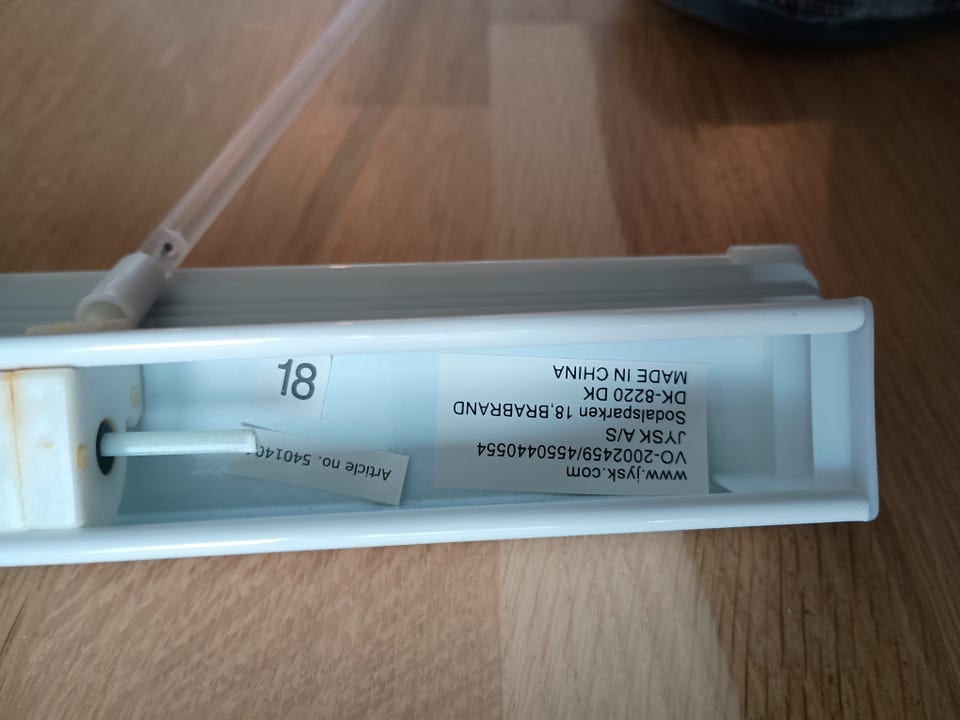 www.jysk.com
VO-2002459/4550440554
JYSK A/S
Sodalsparken 18,BRABRAND
DK-8220 DK
MADE IN CHINA
Article no.
18